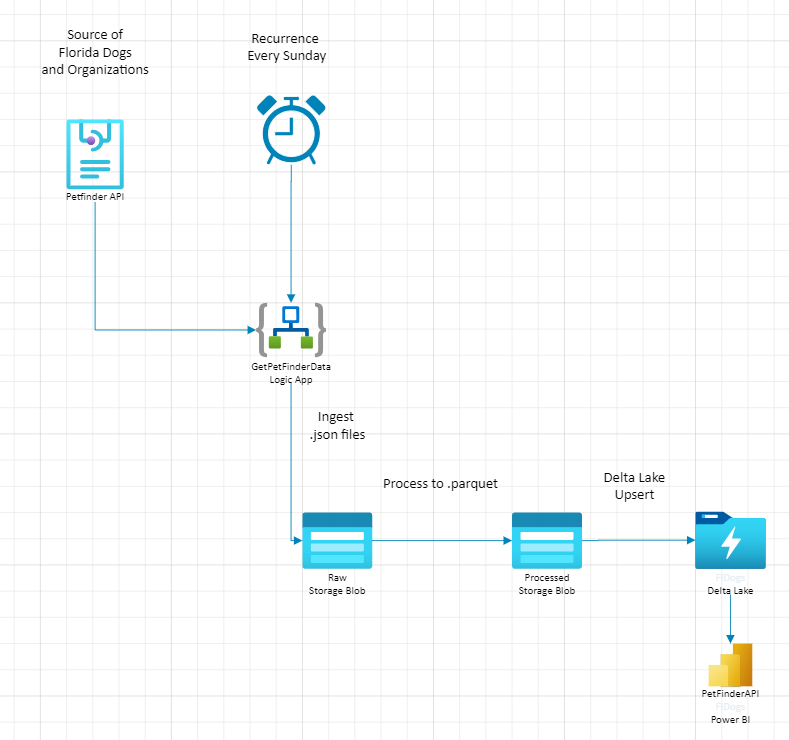 Source of
Florida Dogs
and Organizations
Recurrence
Every Sunday
Petfinder API
GetPetFinderData
Logic App
Ingest
.json files
Process to .parquet
Delta Lake
Upsert
Raw
Storage Blob
Processed
Storage Blob
FlDogs
Delta Lake
PetFinderAPI
FlDogs
Power BI